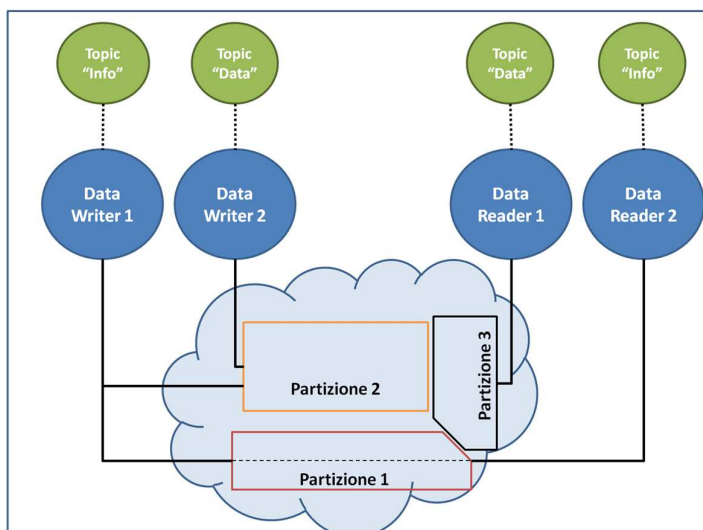 Topic
“Info”
Topic
“Data”
Topic
“Data”
Topic
“Info”
Data
Writer 1
Data
Writer 2
Data
Reader 1
Data
Reader 2
Partizione 2
Partizione 3
Partizione 1